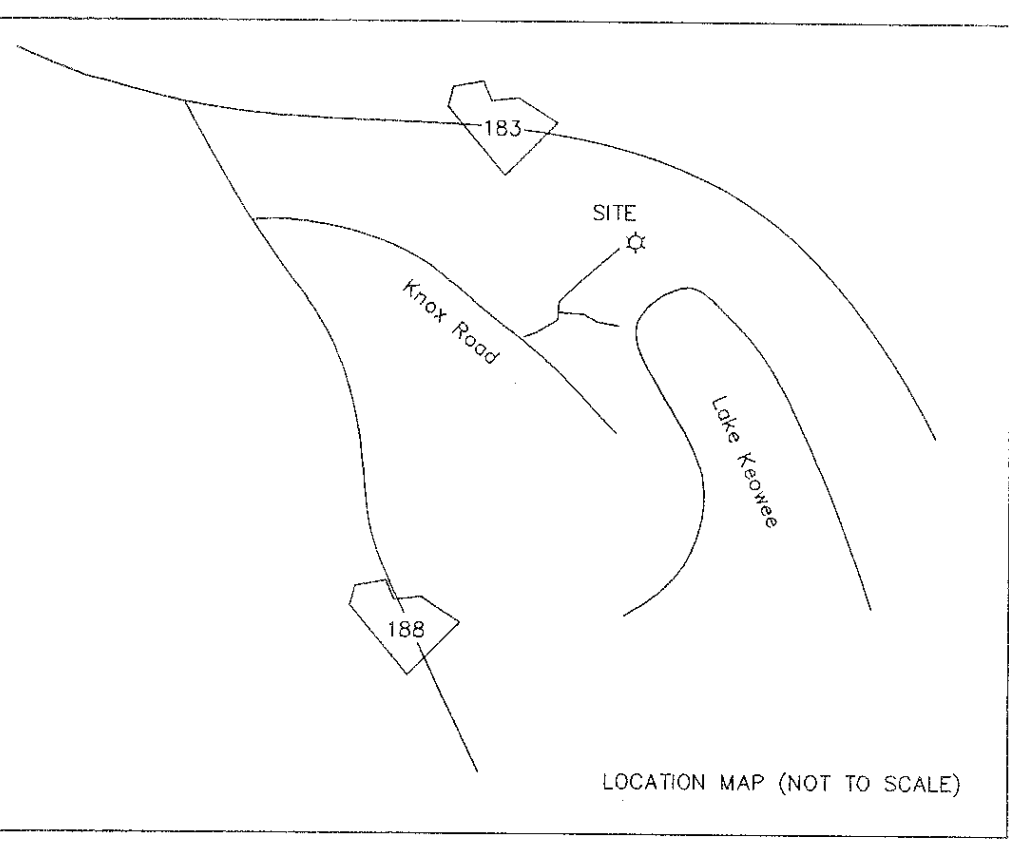 183
SITE
Knox Road
Lake Keowee
188
LOCATION MAP (NOT TO SCALE)